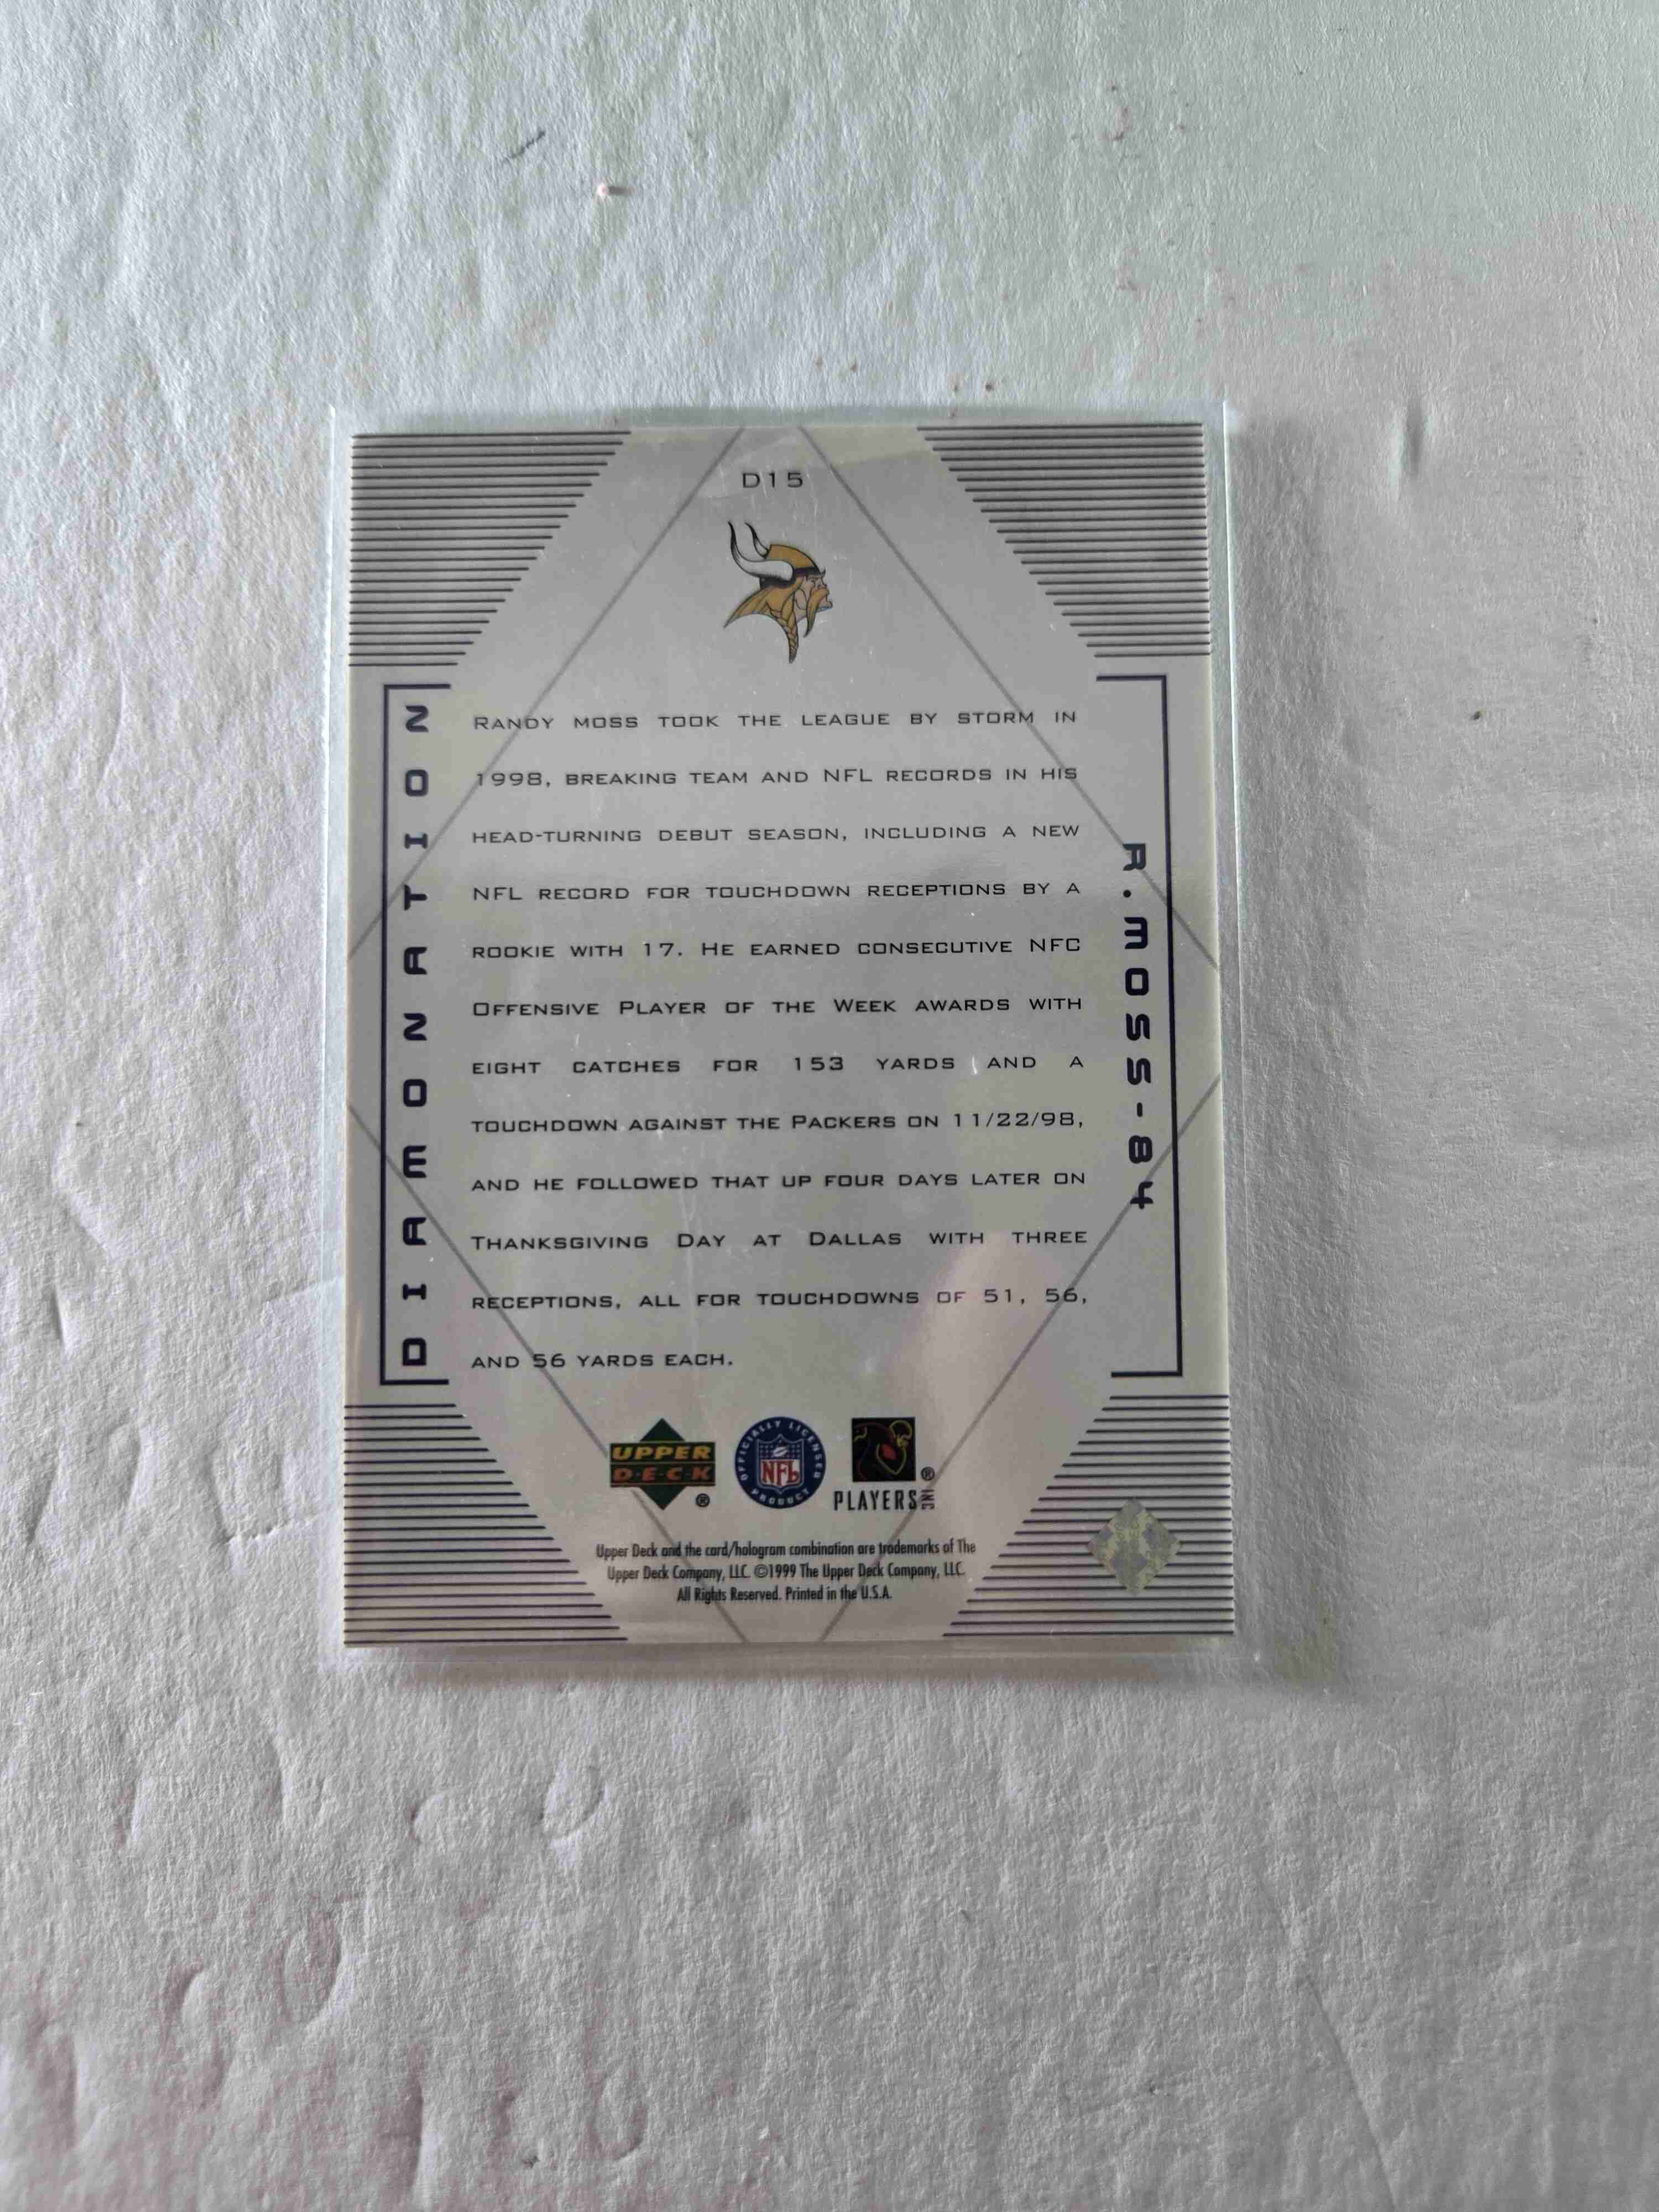 D15
DIAMONATION
RANDY MOSS TOOK THE LEAGUE BY STORM IN
1998, BREAKING TEAM AND NFL RECORDS IN HIS
HEAD-TURNING DEBUT SEASON, INCLUDING A NEW
NFL RECORD FOR TOUCHDOWN RECEPTIONS BY A
ROOKIE WITH 17. HE EARNED CONSECUTIVE NFC
OFFENSIVE PLAYER OF THE WEEK AWARDS WITH
EIGHT CATCHES FOR 153 YARDS AND A
TOUCHDOWN AGAINST THE PACKERS ON 11/22/98,
AND HE FOLLOWED THAT UP FOUR DAYS LATER ON
THANKSGIVING DAY AT DALLAS WITH THREE
RECEPTIONS, ALL FOR TOUCHDOWNS OF 51, 56,
AND 56 YARDS EACH.
R.MOSS-84
UPPER
D·E·C·K
®
OFFICIALLY LICENSED
NFL
PRODUCT
PLAYERS INC ®
Upper Deck and the card/hologram combination are trademarks of The
Upper Deck Company, LLC. ©1999 The Upper Deck Company, LLC.
All Rights Reserved. Printed in the U.S.A.